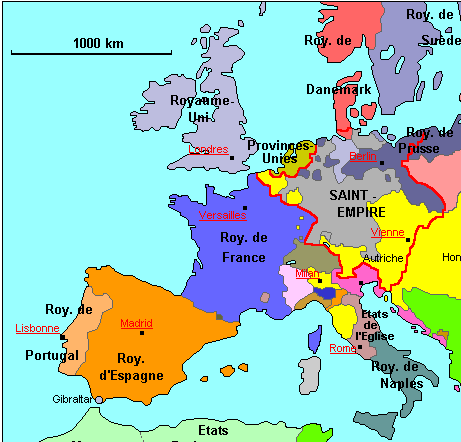 Roy. de
Suède
Roy. de
1000 km
Danemark
Royaume-
Uni
Londres
Provinces-
Unies
Berlin
Roy. de
Prusse
SAINT -
EMPIRE
Versailles
Roy. de
France
Vienne
Autriche
Hon
Milan
Etats
de
l'Eglise
Rome
Roy. de
Naples
Roy. de
Portugal
Lisbonne
Madrid
Roy.
d'Espagne
Gibraltar
Etats